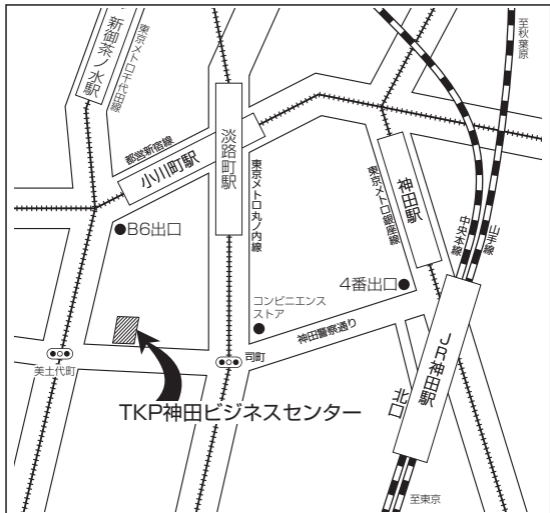 新御茶ノ水駅
東京メトロ千代田線
至秋葉原
都営新宿線
小川町駅
淡路町駅
東京メトロ丸ノ内線
神田駅
東京メトロ銀座線
中央本線
山手線
B6出口
4番出口
コンビニエンス
ストア
神田警察通り
美土代町
司町
JR神田駅
北口
TKP神田ビジネスセンター
至東京